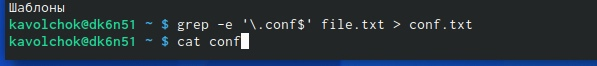 Шаблоны
kavolchok@dk6n51 ~ $ grep -e '\.conf$' file.txt > conf.txt
kavolchok@dk6n51 ~ $ cat conf